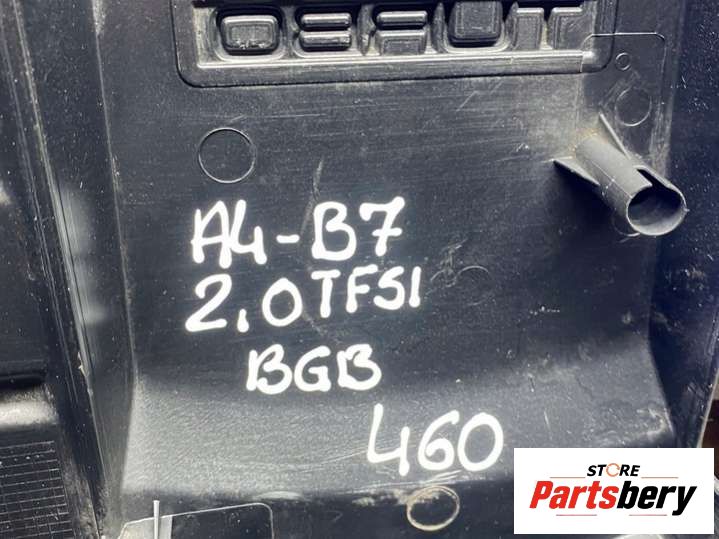 A4-B7
2.0TFSI
BGB
460
STORE
Partsbery